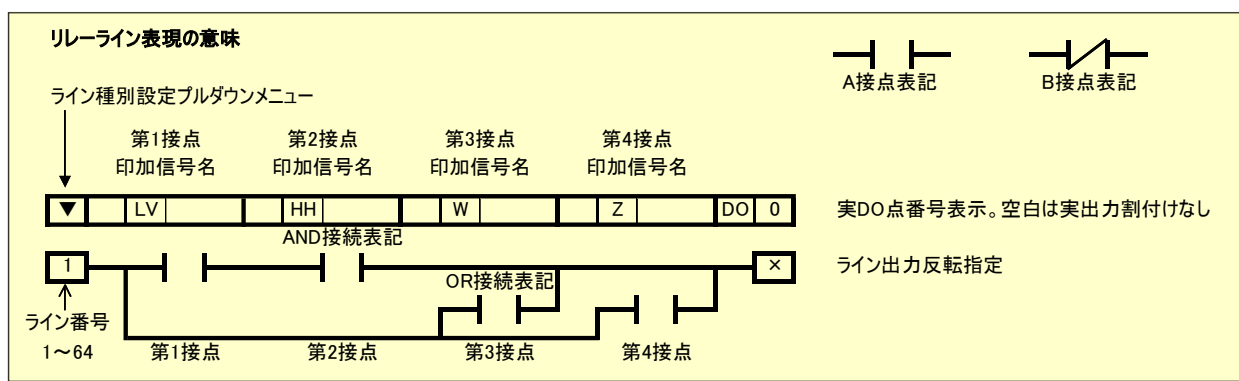 リレーライン表現の意味
A接点表記 B接点表記
ライン種別設定プルダウンメニュー
第1接点 第2接点 第3接点 第4接点
印加信号名 印加信号名 印加信号名 印加信号名
▼ LV HH W Z DO 0 実DO点番号表示。空白は実出力割付けなし
AND接続表記
1 × ライン出力反転指定
OR接続表記
ライン番号
1～64 第1接点 第2接点 第3接点 第4接点